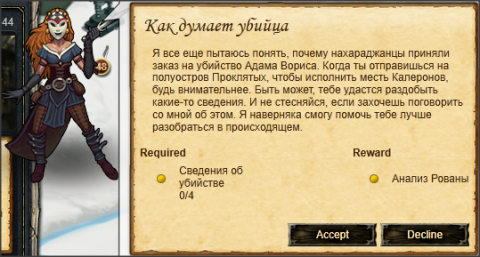 44
Как думает убийца
48
Я все еще пытаюсь понять, почему нахараджанцы приняли
заказ на убийство Адама Вориса. Когда ты отправишься на
полуостров Проклятых, чтобы исполнить месть Калеронов,
будь внимательнее. Быть может, тебе удастся раздобыть
какие-то сведения. И не стесняйся, если захочешь поговорить
со мной об этом. Я наверняка смогу помочь тебе лучше
разобраться в происходящем.
Required
Reward
Сведения об
убийстве
0/4
Анализ Рованы
Accept
Decline